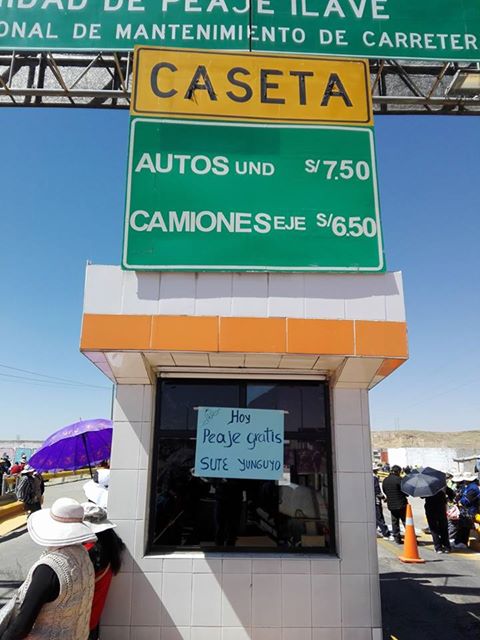 IDAD DE PEAJE ILAVE
ONAL DE MANTENIMIENTO DE CARRETER
CASETA
AUTOS UND S/7.50
CAMIONES EJE S/6.50
Hoy
Peaje gratis
SUTE YUNGUYO